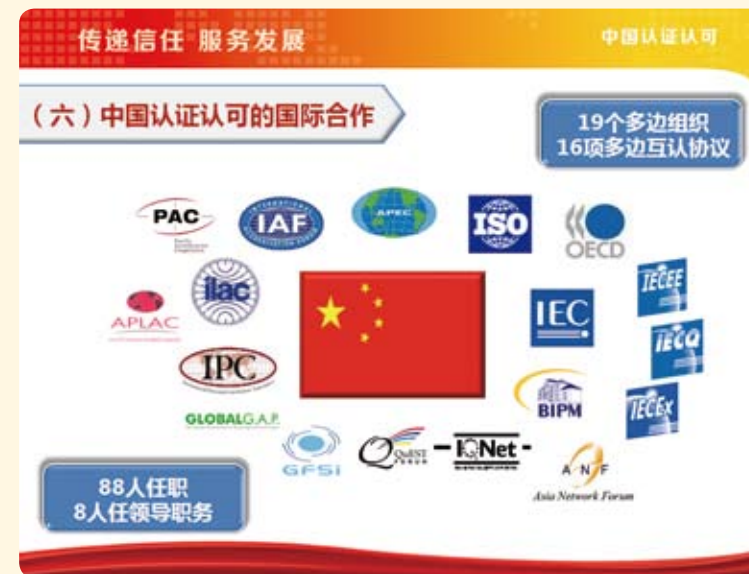 传递信任 服务发展
中国认证认可
（六）中国认证认可的国际合作
19个多边组织
16项多边互认协议
PAC
IAF
APEC
ISO
OECD
ilac
IECEE
APLAC
IEC
IECQ
IPC
BIPM
IECEx
GLOBALG.A.P.
GFSi
QuEST
FORUM
IQNet
ANF
Asia Network Forum
88人任职
8人任领导职务